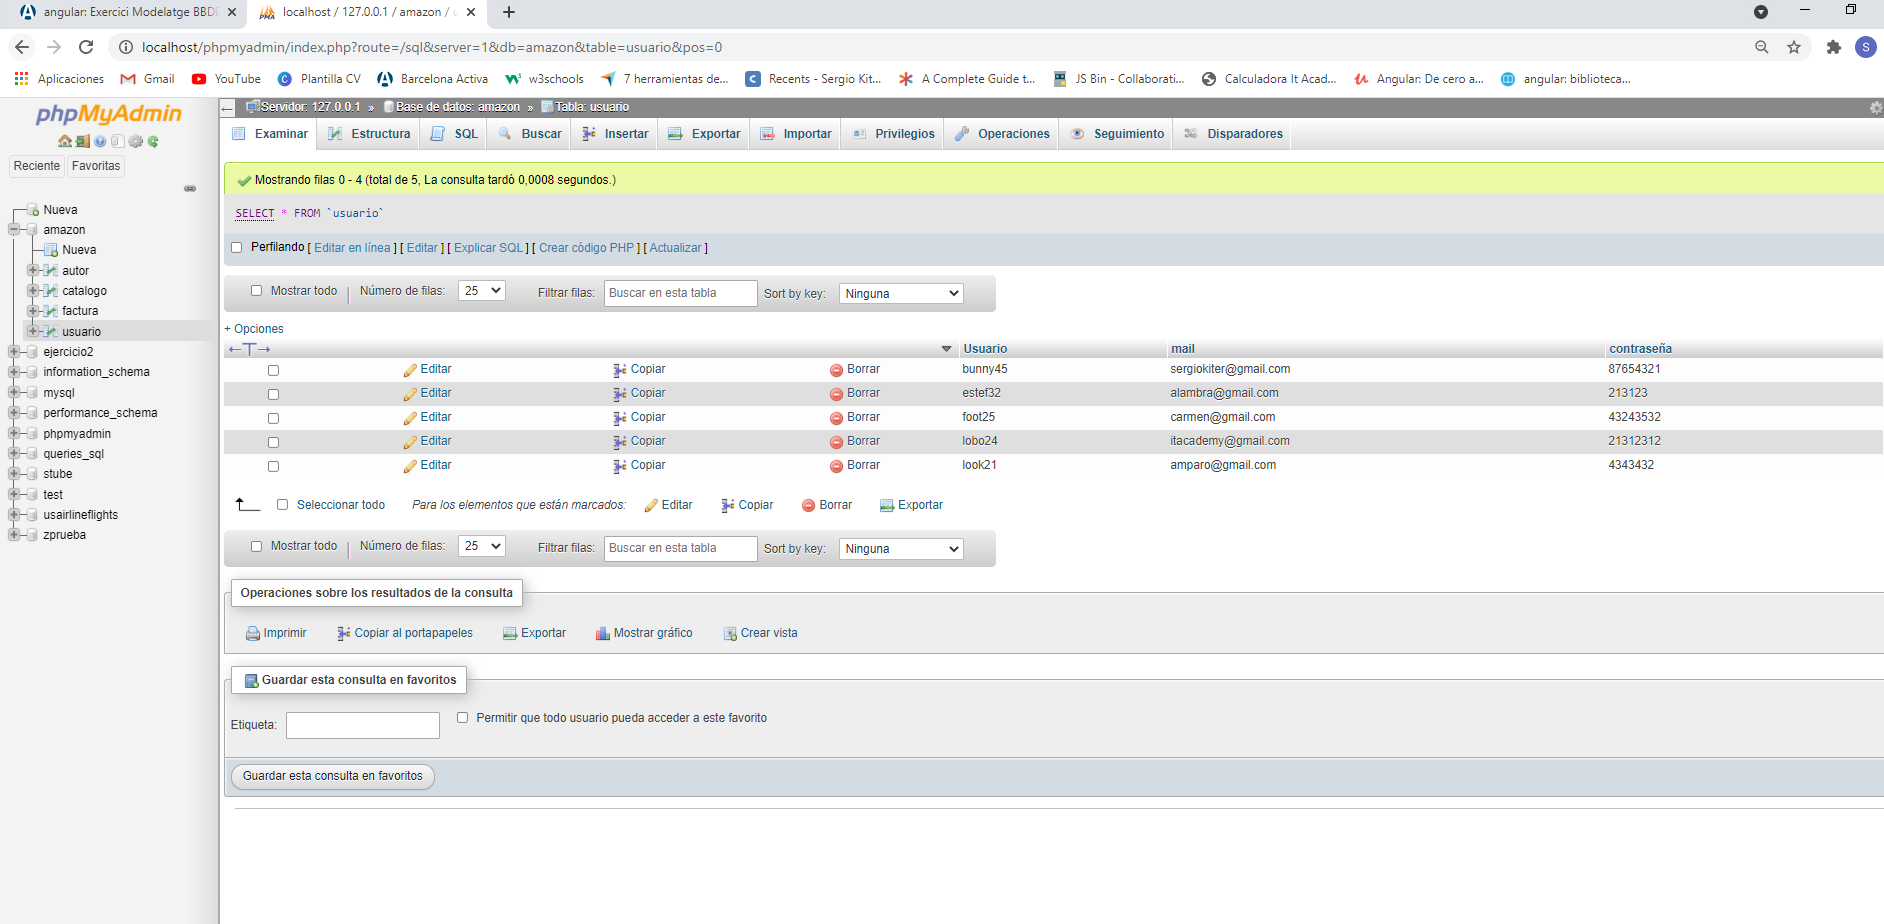 angular: Exercici Modelatge BBD
localhost / 127.0.0.1 / amazon / u
localhost/phpmyadmin/index.php?route=/sql&server=1&db=amazon&table=usuario&pos=0
S
Aplicaciones
Gmail
YouTube
Plantilla CV
Barcelona Activa
w3schools
7 herramientas de...
Recents - Sergio Kit...
A Complete Guide t...
JS Bin - Collaborati...
Calculadora It Acad...
Angular: De cero a...
angular: biblioteca...
phpMyAdmin
Reciente
Favoritas
Nueva
amazon
Nueva
autor
catalogo
factura
usuario
ejercicio2
information_schema
mysql
performance_schema
phpmyadmin
queries_sql
stube
test
usairlineflights
zprueba
Servidor: 127.0.0.1 » Base de datos: amazon » Tabla: usuario
Examinar Estructura SQL Buscar Insertar Exportar Importar Privilegios Operaciones Seguimiento Disparadores
Mostrando filas 0 - 4 (total de 5, La consulta tardó 0,0008 segundos.)
SELECT * FROM `usuario`
Perfilando [ Editar en línea ] [ Editar ] [ Explicar SQL ] [ Crear código PHP ] [ Actualizar ]
Mostrar todo Número de filas: 25 Filtrar filas: Buscar en esta tabla Sort by key: Ninguna
+ Opciones
←T→ Usuario mail contraseña
Editar Copiar Borrar bunny45 sergiokiter@gmail.com 87654321
Editar Copiar Borrar estef32 alambra@gmail.com 213123
Editar Copiar Borrar foot25 carmen@gmail.com 43243532
Editar Copiar Borrar lobo24 itacademy@gmail.com 21312312
Editar Copiar Borrar look21 amparo@gmail.com 4343432
Seleccionar todo Para los elementos que están marcados: Editar Copiar Borrar Exportar
Mostrar todo Número de filas: 25 Filtrar filas: Buscar en esta tabla Sort by key: Ninguna
Operaciones sobre los resultados de la consulta
Imprimir Copiar al portapapeles Exportar Mostrar gráfico Crear vista
Guardar esta consulta en favoritos
Etiqueta: Permitir que todo usuario pueda acceder a este favorito
Guardar esta consulta en favoritos